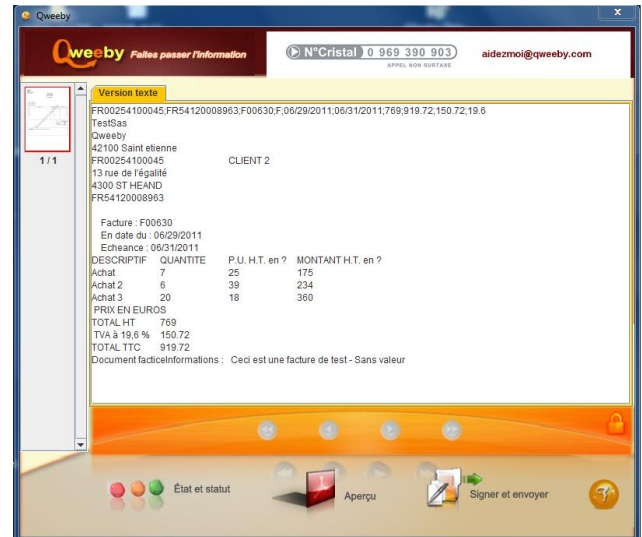 Qweeby
Qweeby Faites passer l'information
N°Cristal 0 969 390 903
APPEL NON SURTAXE
aidezmoi@qweeby.com
1 / 1
Version texte
FR00254100045;FR54120008963;F00630;F;06/29/2011;06/31/2011;769;919.72;150.72;19.6
TestSas
Qweeby
42100 Saint etienne
FR00254100045 CLIENT 2
13 rue de l'égalité
4300 ST HEAND
FR54120008963
Facture : F00630
En date du : 06/29/2011
Echeance : 06/31/2011
DESCRIPTIF QUANTITE P.U. H.T. en ? MONTANT H.T. en ?
Achat 7 25 175
Achat 2 6 39 234
Achat 3 20 18 360
PRIX EN EUROS
TOTAL HT 769
TVA à 19,6 % 150.72
TOTAL TTC 919.72
Document facticeInformations : Ceci est une facture de test - Sans valeur
État et statut
Aperçu
Signer et envoyer